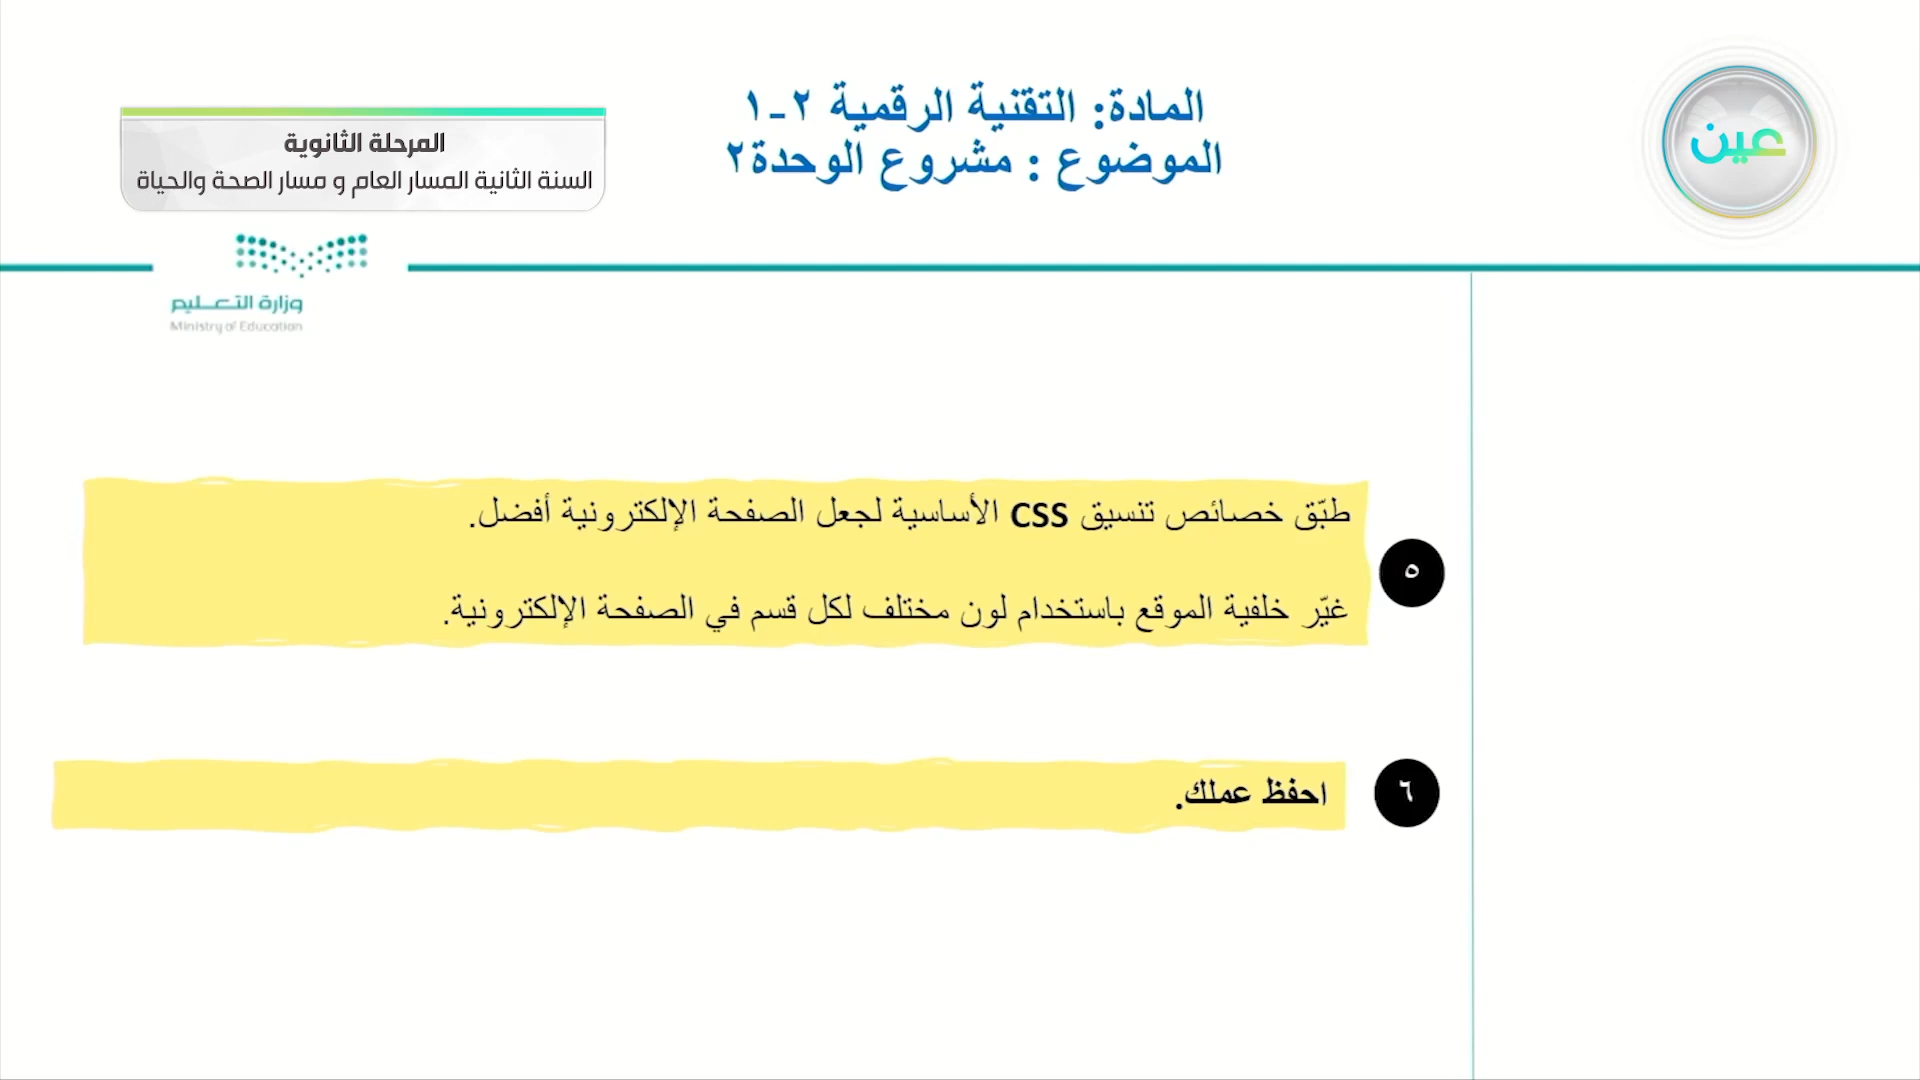 المادة: التقنية الرقمية ٢-١
الموضوع : مشروع الوحدة٢
عين
المرحلة الثانوية
السنة الثانية المسار العام و مسار الصحة والحياة
وزارة التعليم
Ministry of Education
٥
طبّق خصائص تنسيق CSS الأساسية لجعل الصفحة الإلكترونية أفضل.
غيّر خلفية الموقع باستخدام لون مختلف لكل قسم في الصفحة الإلكترونية.
٦
احفظ عملك.